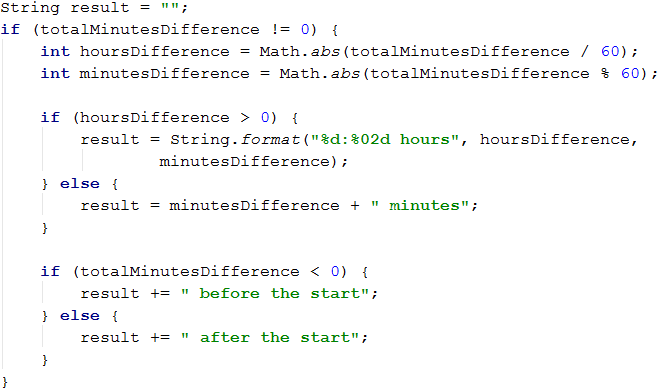 String result = "";
if (totalMinutesDifference != 0) {
    int hoursDifference = Math.abs(totalMinutesDifference / 60);
    int minutesDifference = Math.abs(totalMinutesDifference % 60);

    if (hoursDifference > 0) {
        result = String.format("%d:%02d hours", hoursDifference,
                minutesDifference);
    } else {
        result = minutesDifference + " minutes";
    }

    if (totalMinutesDifference < 0) {
        result += " before the start";
    } else {
        result += " after the start";
    }
}